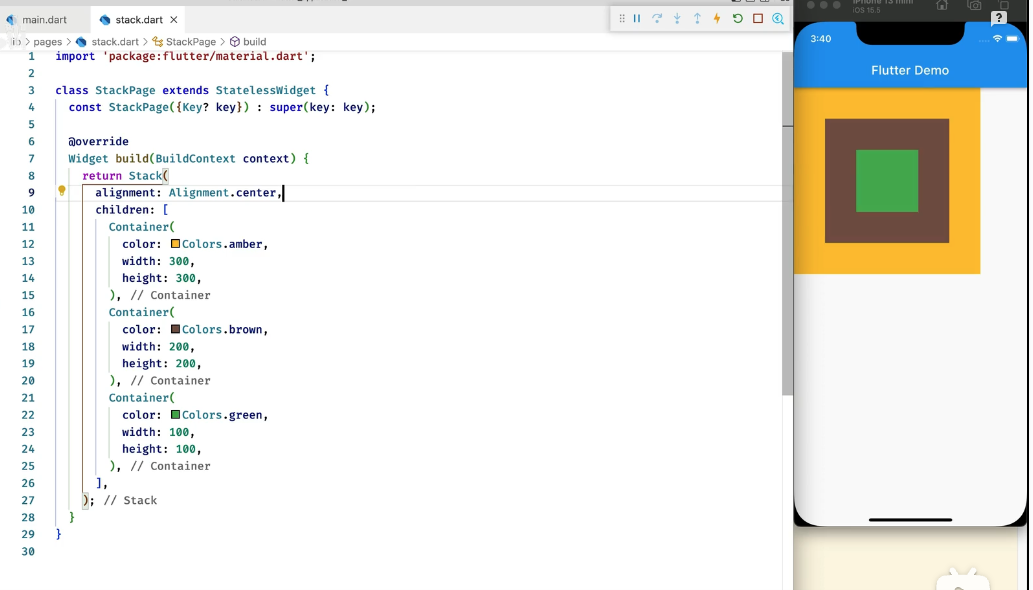 main.dart
stack.dart
lib > pages > stack.dart > StackPage > build
1 import 'package:flutter/material.dart';
2
3 class StackPage extends StatelessWidget {
4 const StackPage({Key? key}) : super(key: key);
5
6 @override
7 Widget build(BuildContext context) {
8 return Stack(
9 alignment: Alignment.center,
10 children: [
11 Container(
12 color: Colors.amber,
13 width: 300,
14 height: 300,
15 ), // Container
16 Container(
17 color: Colors.brown,
18 width: 200,
19 height: 200,
20 ), // Container
21 Container(
22 color: Colors.green,
23 width: 100,
24 height: 100,
25 ), // Container
26 ],
27 ); // Stack
28 }
29 }
30
iPhone 13 mini
iOS 15.5
?
3:40
Flutter Demo